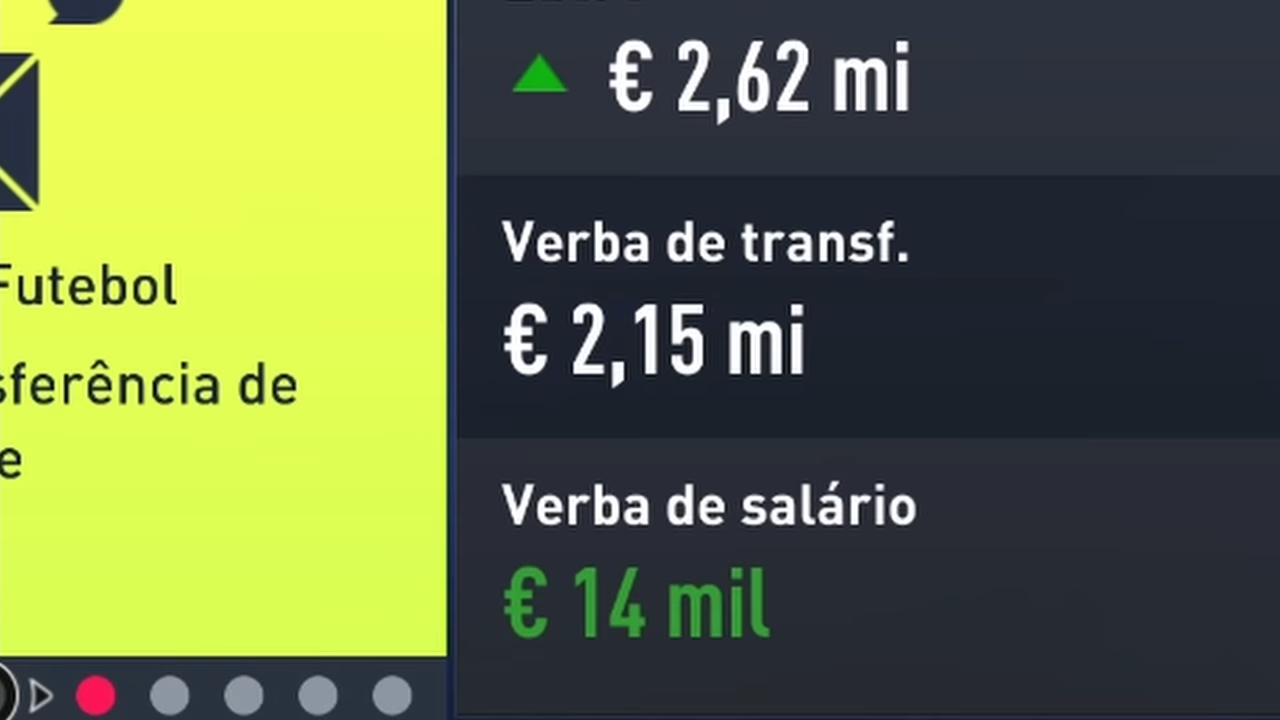 Futebol
sferência de
e
€ 2,62 mi
Verba de transf.
€ 2,15 mi
Verba de salário
€ 14 mil